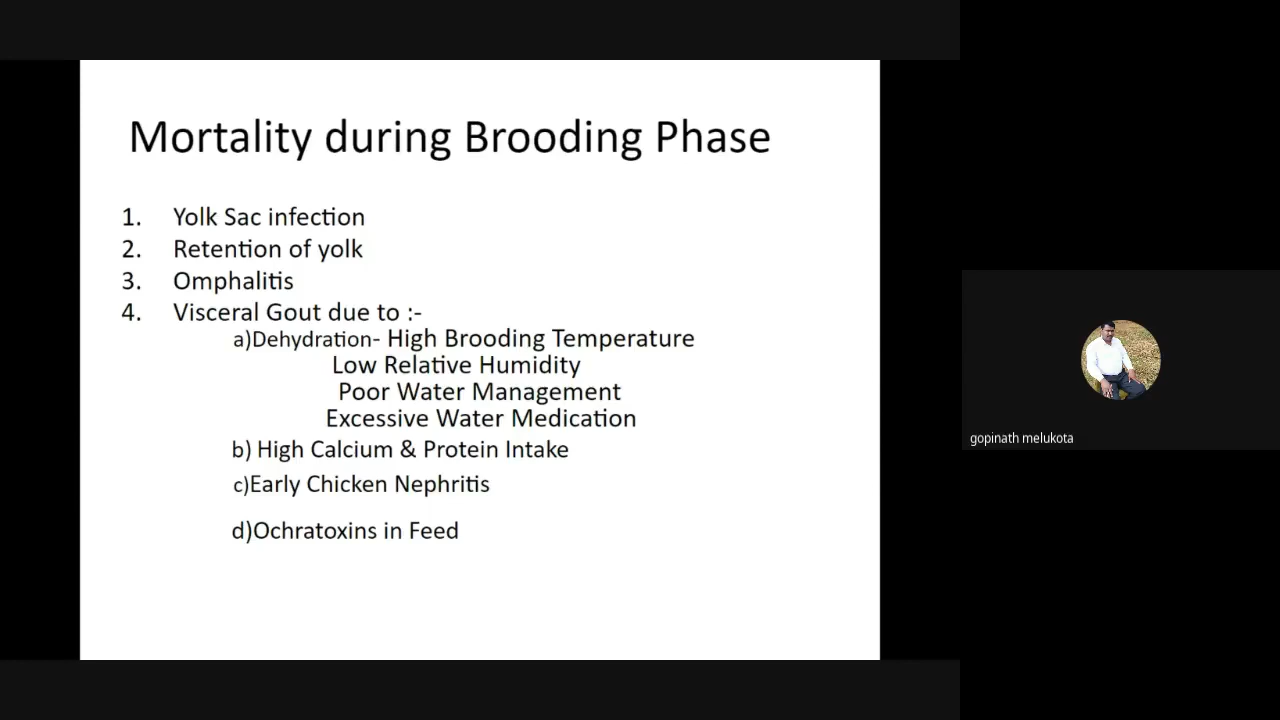 Mortality during Brooding Phase
1. Yolk Sac infection
2. Retention of yolk
3. Omphalitis
4. Visceral Gout due to :-
a)Dehydration- High Brooding Temperature
Low Relative Humidity
Poor Water Management
Excessive Water Medication
b) High Calcium & Protein Intake
c)Early Chicken Nephritis
d)Ochratoxins in Feed
gopinath melukota